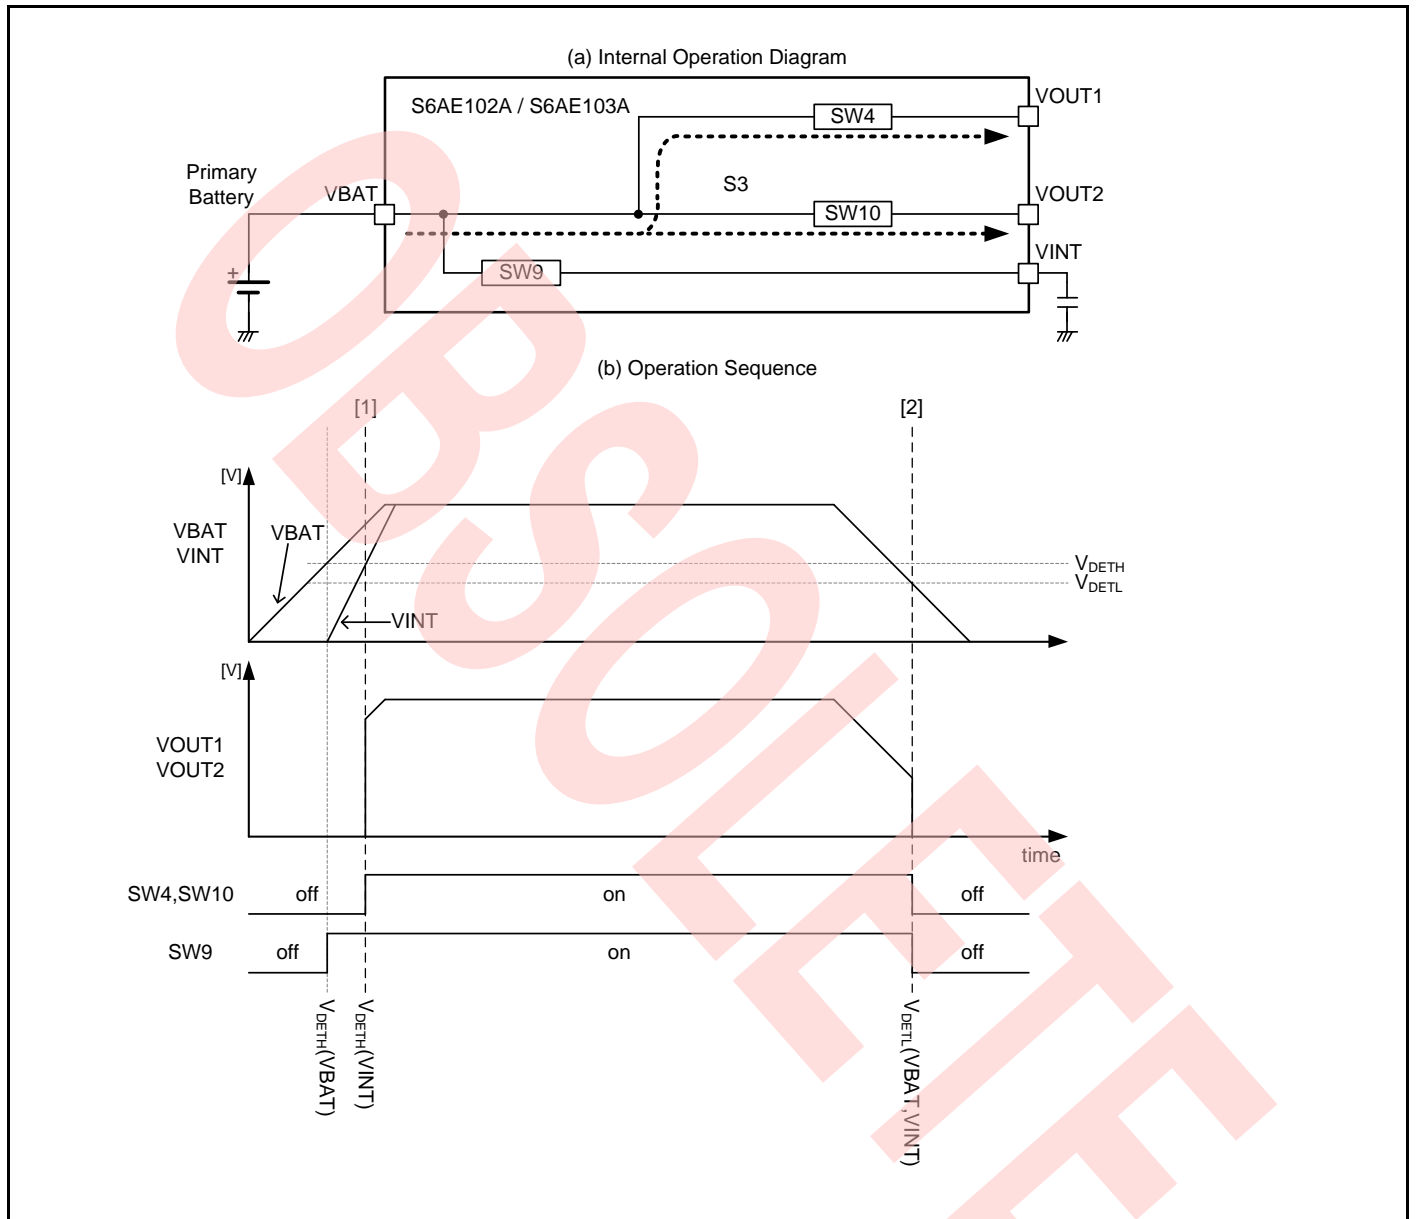 (a) Internal Operation Diagram
S6AE102A / S6AE103A
VOUT1
SW4
Primary
Battery
VBAT
S3
VOUT2
SW10
VINT
SW9
+
(b) Operation Sequence
[1]
[2]
[V]
VBAT
VINT
VBAT
VINT
VDETH
VDETL
[V]
VOUT1
VOUT2
time
SW4,SW10
off
on
off
SW9
off
on
off
VDETH(VBAT)
VDETH(VINT)
VDETL(VBAT,VINT)
OBSOLETE